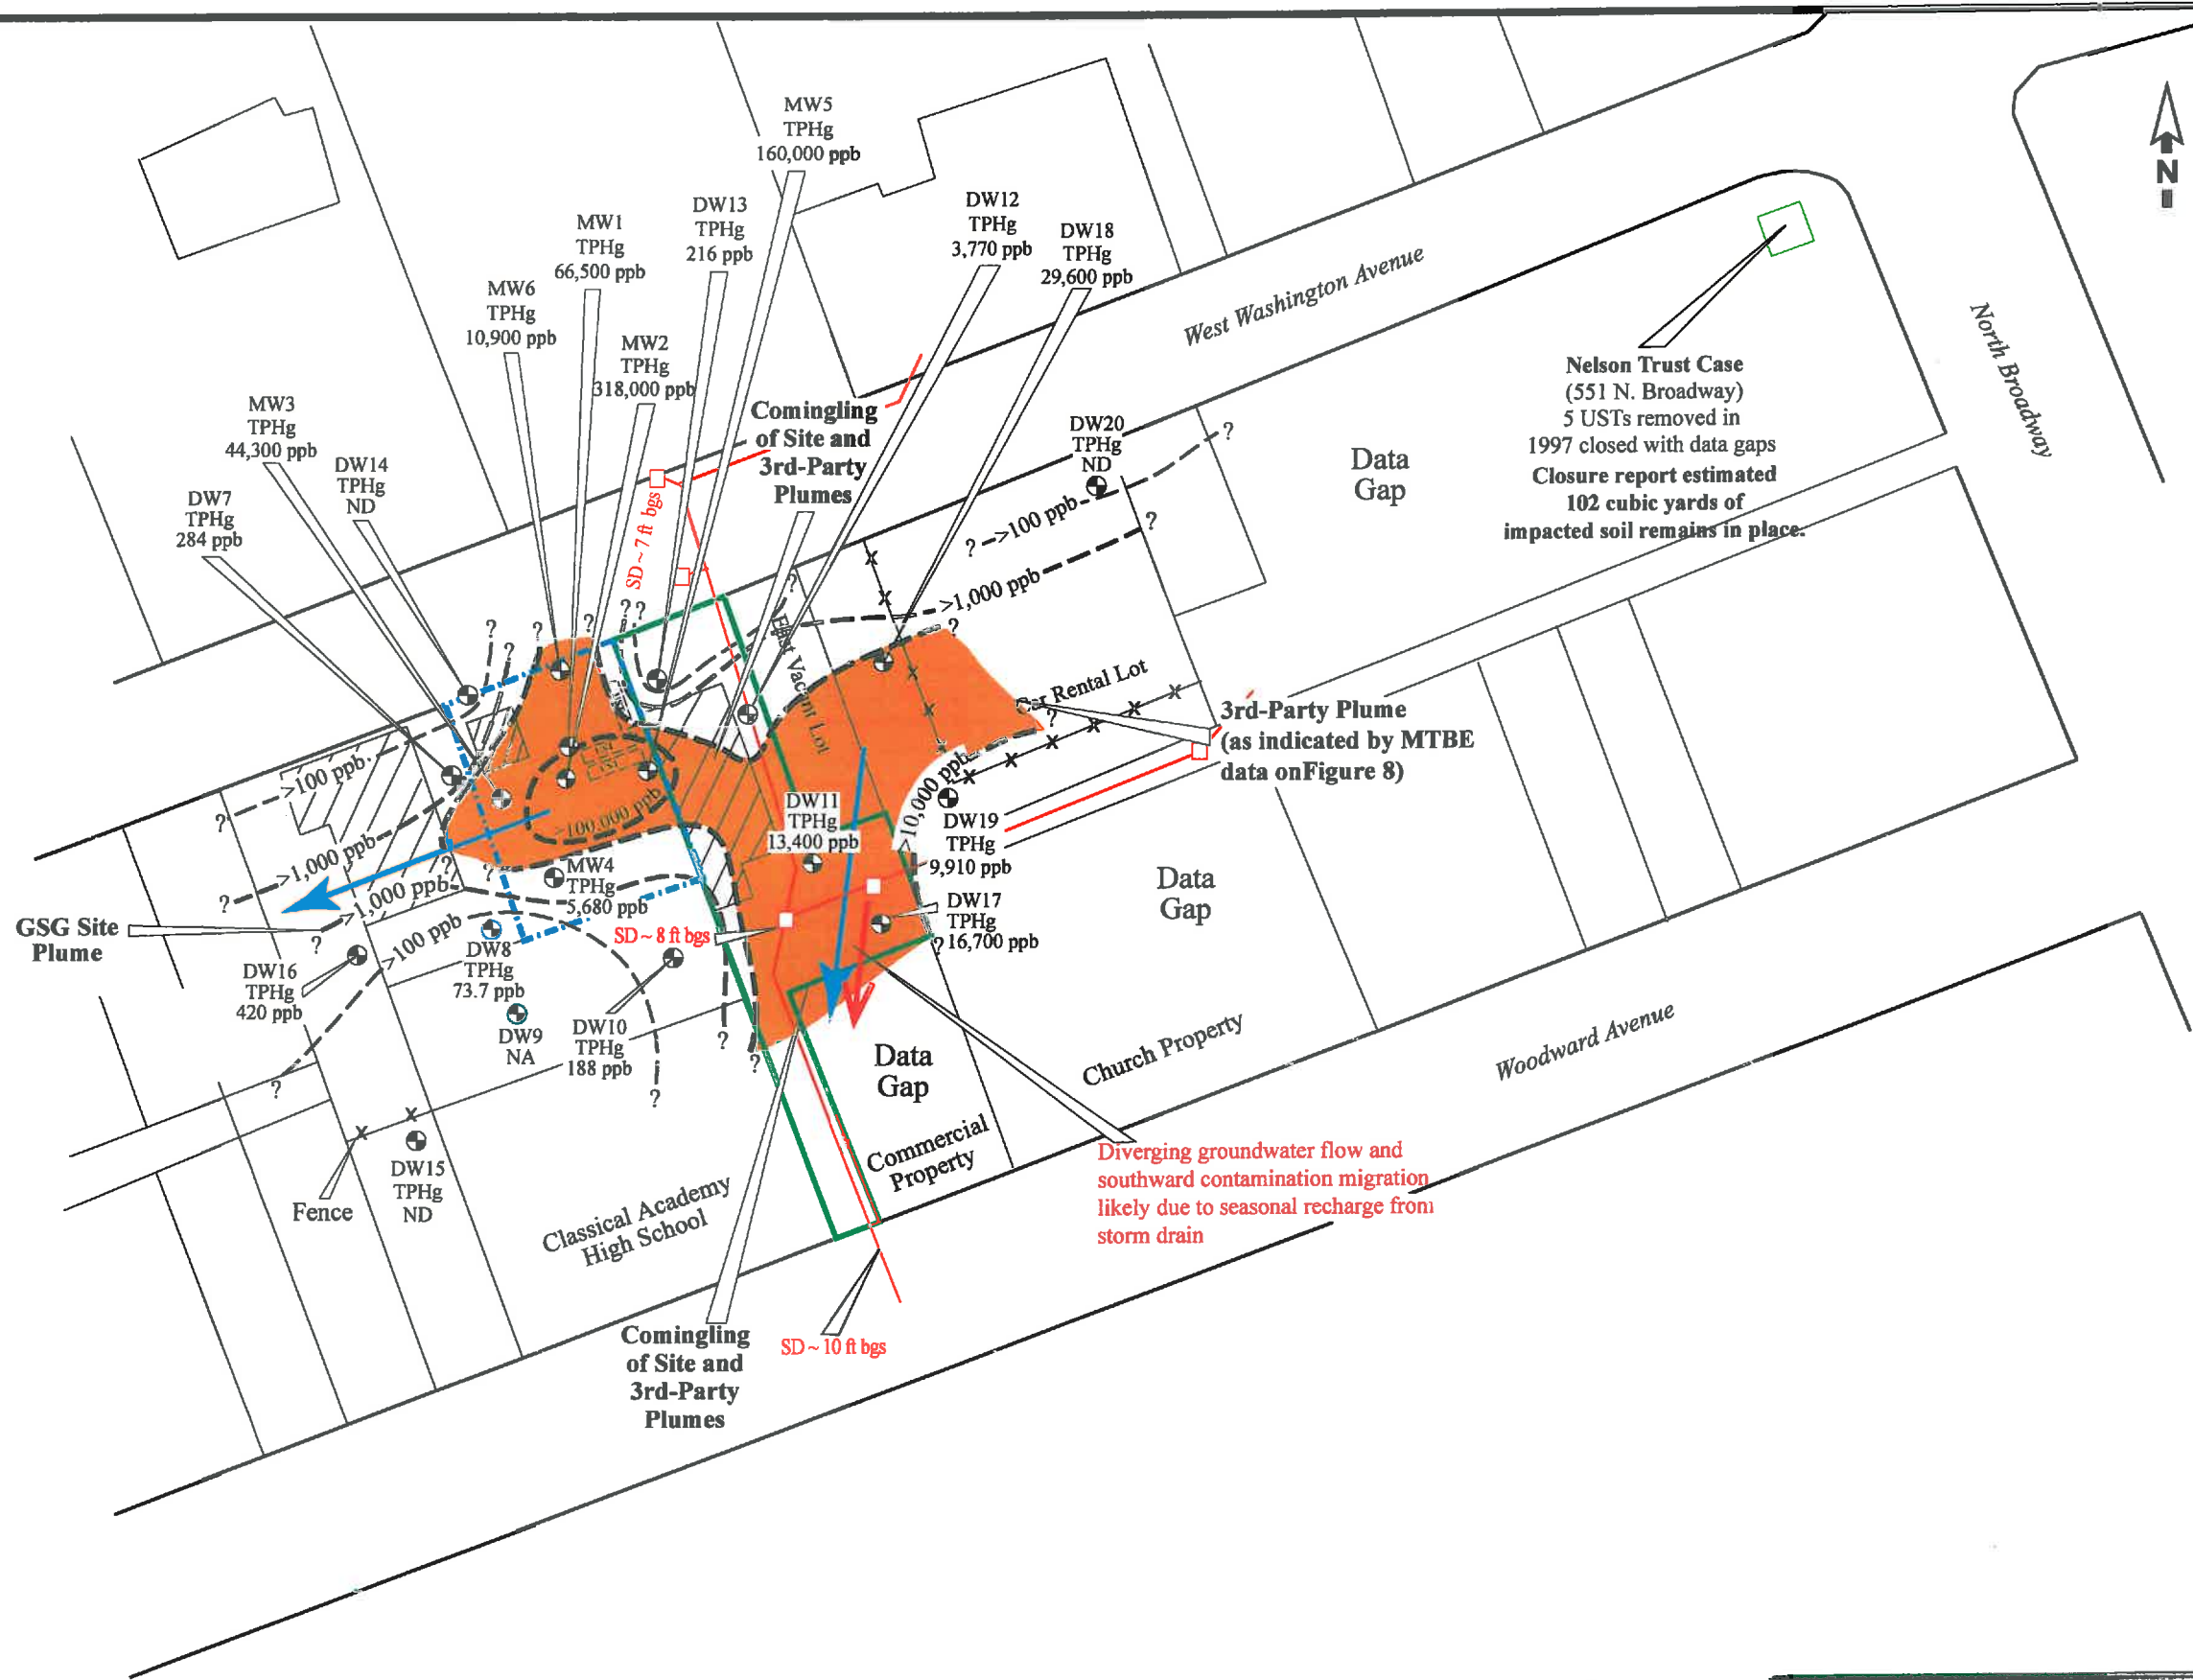 MW5
TPHg
160,000 ppb
DW13
TPHg
216 ppb
DW12
TPHg
3,770 ppb
DW18
TPHg
29,600 ppb
MW1
TPHg
66,500 ppb
MW6
TPHg
10,900 ppb
MW2
TPHg
318,000 ppb
MW3
TPHg
44,300 ppb
DW14
TPHg
ND
DW7
TPHg
284 ppb
N
West Washington Avenue
North Broadway
Nelson Trust Case
(551 N. Broadway)
5 USTs removed in
1997 closed with data gaps
Closure report estimated
102 cubic yards of
impacted soil remains in place.
Comingling
of Site and
3rd-Party
Plumes
DW20
TPHg
ND
Data
Gap
SD ~ 7 ft bgs
? -->100 ppb
?
>1,000 ppb
?
?
?
?
?
?
? ?
?
?
East Vacant Lot
Car Rental Lot
?
3rd-Party Plume
(as indicated by MTBE
data onFigure 8)
>100 ppb
?
>100,000 ppb
>10,000 ppb
DW11
TPHg
13,400 ppb
DW19
TPHg
9,910 ppb
>1,000 ppb
?
>1,000 ppb
?
?
?
MW4
TPHg
5,680 ppb
Data
Gap
DW17
TPHg
16,700 ppb
?
GSG Site
Plume
>100 ppb
SD ~ 8 ft bgs
DW16
TPHg
420 ppb
DW8
TPHg
73.7 ppb
DW9
NA
DW10
TPHg
188 ppb
?
?
?
?
Data
Gap
Church Property
Woodward Avenue
Commercial
Property
Diverging groundwater flow and
southward contamination migration
likely due to seasonal recharge from
storm drain
x
x
x
x
x
x
x
x
x
x
x
x
x
x
DW15
TPHg
ND
Fence
Classical Academy
High School
Comingling
of Site and
3rd-Party
Plumes
SD ~ 10 ft bgs